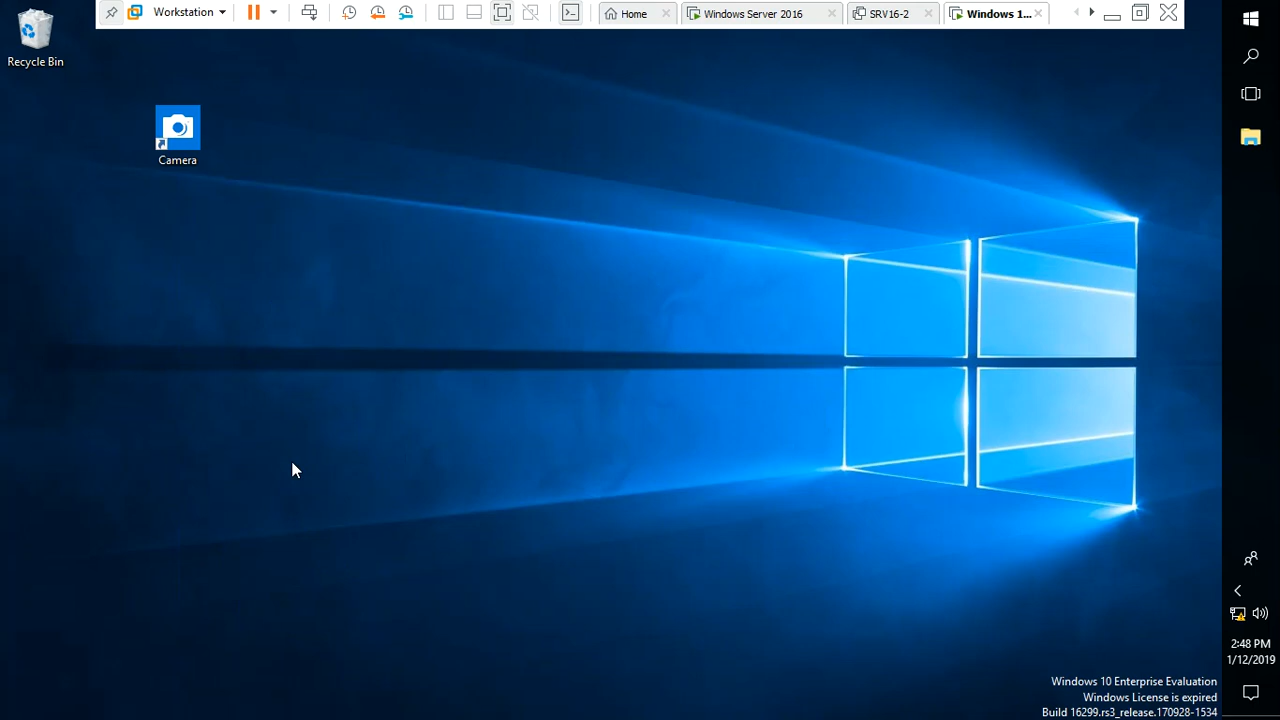 Workstation
Home
Windows Server 2016
SRV16-2
Windows 1...
Recycle Bin
Camera
2:48 PM
1/12/2019
Windows 10 Enterprise Evaluation
Windows License is expired
Build 16299.rs3_release.170928-1534